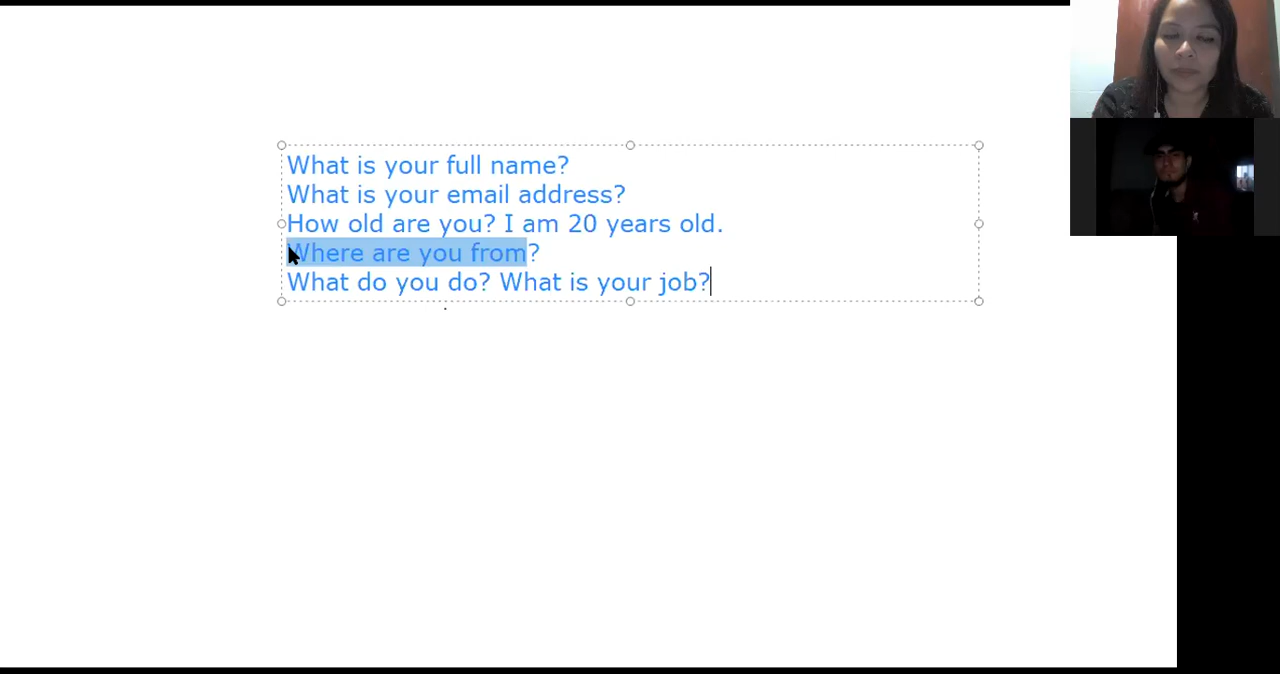 What is your full name?
What is your email address?
How old are you? I am 20 years old.
Where are you from?
What do you do? What is your job?